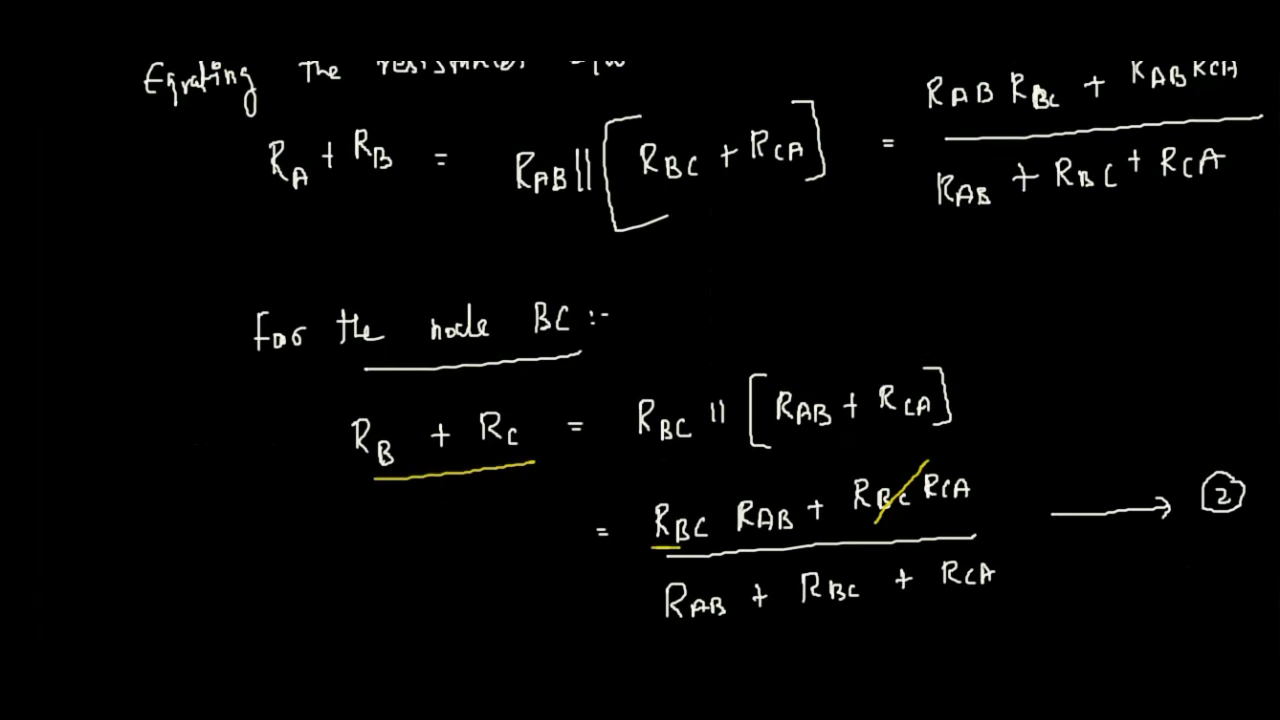 Equating The resistances
R_A + R_B = R_AB || [R_BC + R_CA] = (R_AB R_BC + R_AB R_CA) / (R_AB + R_BC + R_CA)
For the node BC :-
R_B + R_C = R_BC || [R_AB + R_CA]
= (R_BC R_AB + R_BC R_CA) / (R_AB + R_BC + R_CA) → ②